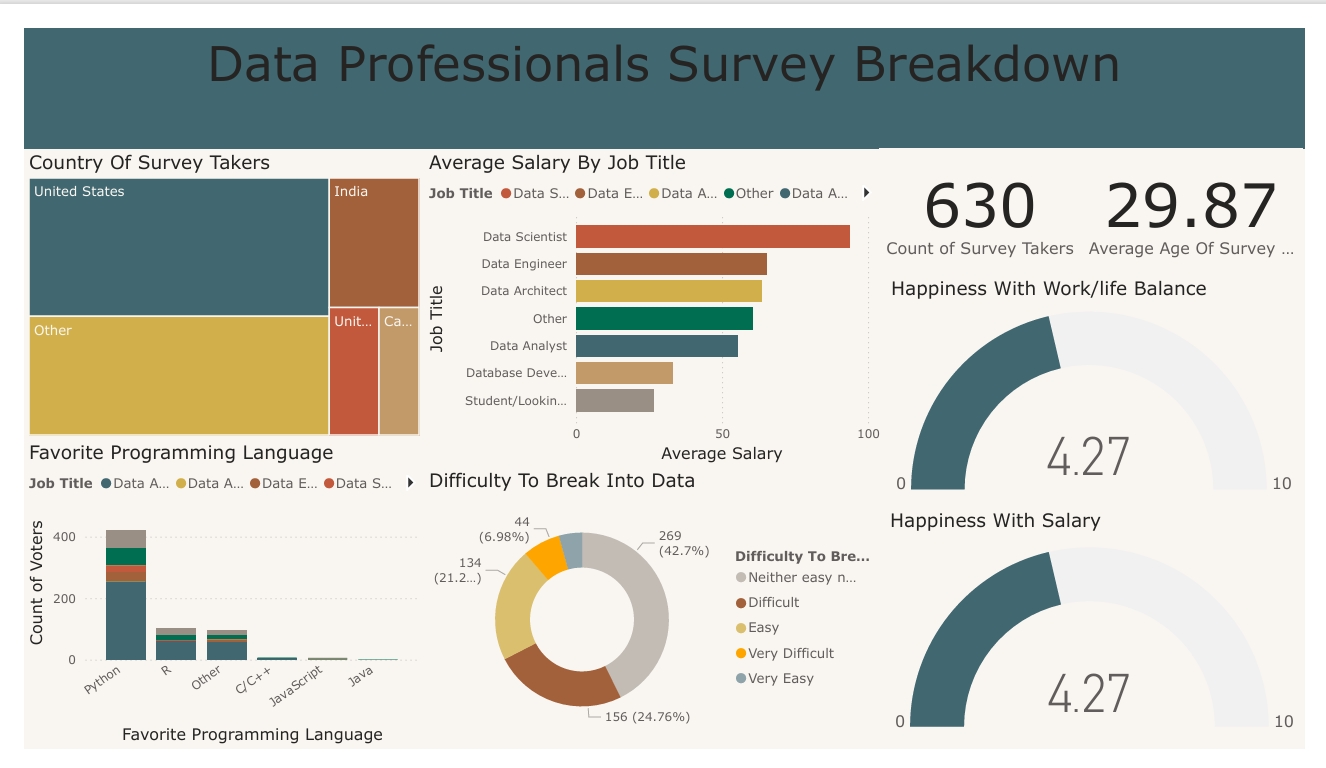 Data Professionals Survey Breakdown
Country Of Survey Takers
United States
India
Other
Unit...
Ca...
Average Salary By Job Title
Job Title Data S... Data E... Data A... Other Data A...
Job Title
Data Scientist
Data Engineer
Data Architect
Other
Data Analyst
Database Deve...
Student/Lookin...
0 50 100
Average Salary
630
Count of Survey Takers
29.87
Average Age Of Survey ...
Happiness With Work/life Balance
4.27
0 10
Favorite Programming Language
Job Title Data A... Data A... Data E... Data S...
Count of Voters
400
200
0
Python R Other C/C++ JavaScript Java
Favorite Programming Language
Difficulty To Break Into Data
44
(6.98%)
269
(42.7%)
134
(21.2...)
156 (24.76%)
Difficulty To Bre...
Neither easy n...
Difficult
Easy
Very Difficult
Very Easy
Happiness With Salary
4.27
0 10